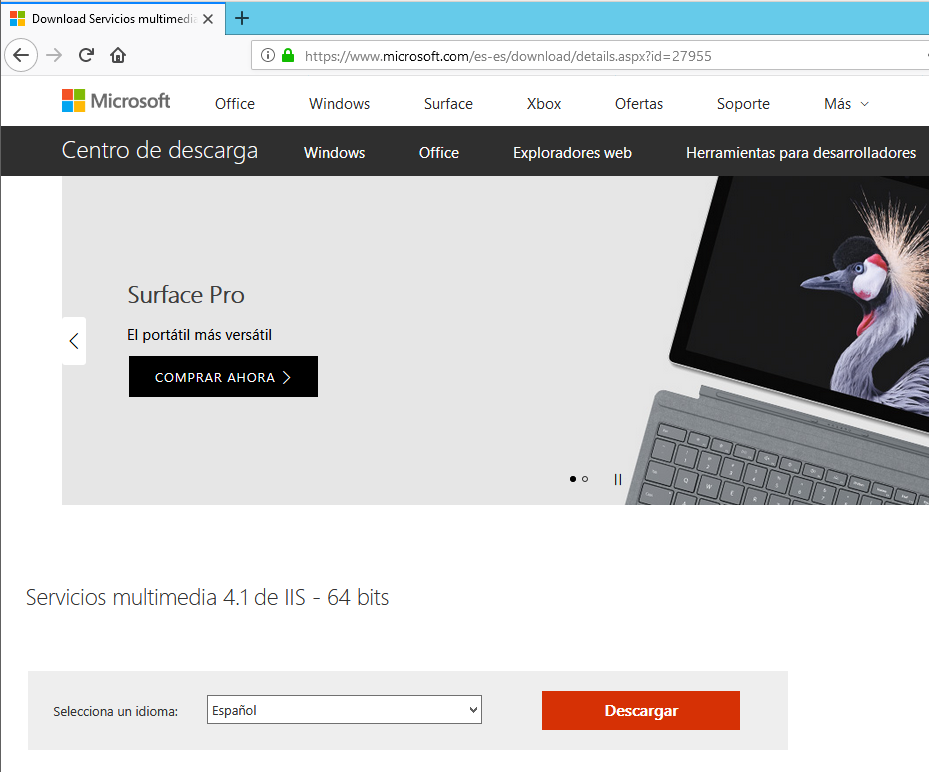 Download Servicios multimedia
https://www.microsoft.com/es-es/download/details.aspx?id=27955
Microsoft Office Windows Surface Xbox Ofertas Soporte Más
Centro de descarga Windows Office Exploradores web Herramientas para desarrolladores
Surface Pro
El portátil más versátil
COMPRAR AHORA
Servicios multimedia 4.1 de IIS - 64 bits
Selecciona un idioma: Español Descargar